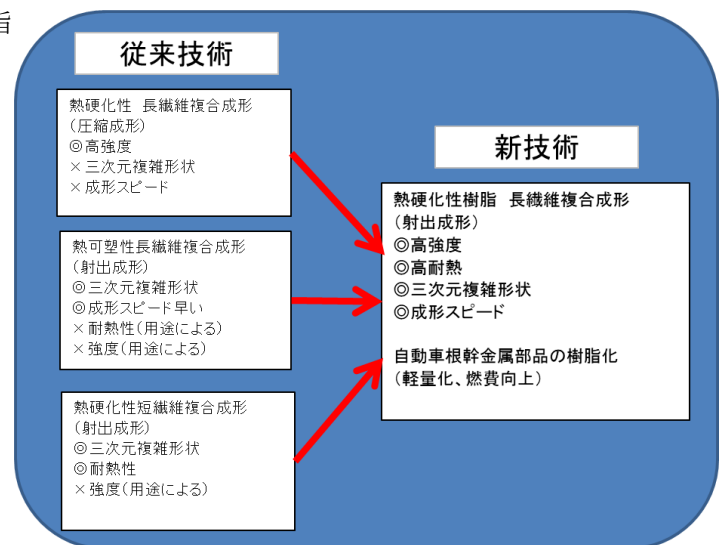 従来技術
熱硬化性 長繊維複合成形
(圧縮成形)
◎高強度
×三次元複雑形状
×成形スピード
熱可塑性長繊維複合成形
(射出成形)
◎三次元複雑形状
◎成形スピード早い
×耐熱性(用途による)
×強度(用途による)
熱硬化性短繊維複合成形
(射出成形)
◎三次元複雑形状
◎耐熱性
×強度(用途による)
新技術
熱硬化性樹脂 長繊維複合成形
(射出成形)
◎高強度
◎高耐熱
◎三次元複雑形状
◎成形スピード
自動車根幹金属部品の樹脂化
(軽量化、燃費向上)